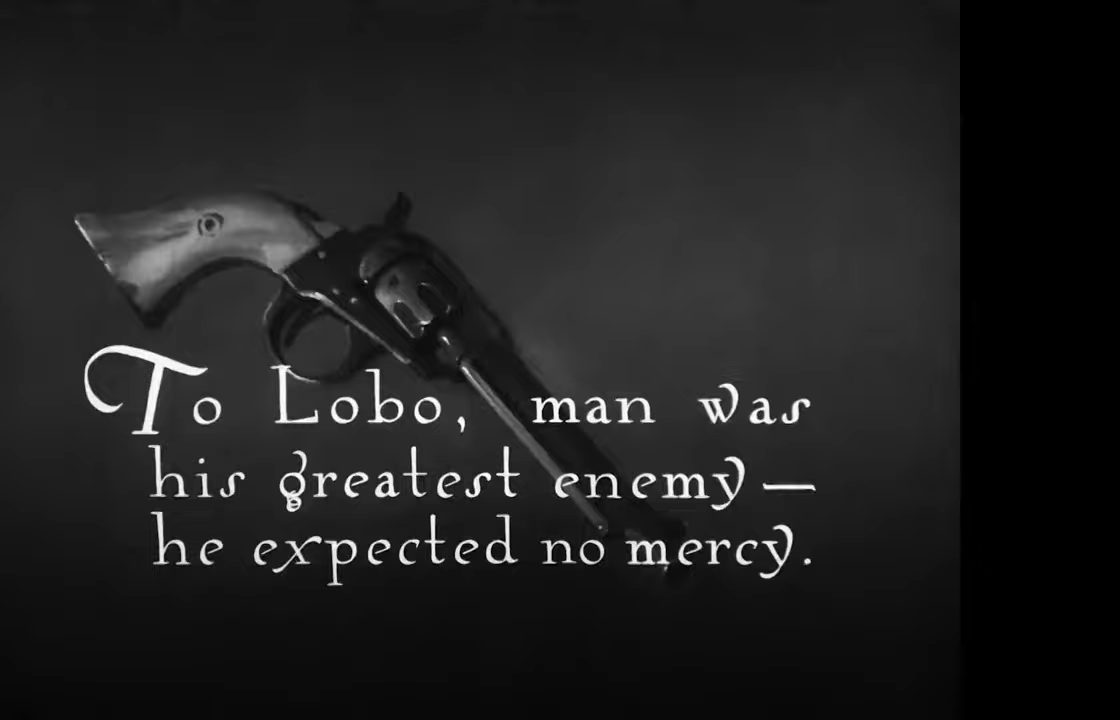 To Lobo, man was
his greatest enemy—
he expected no mercy.